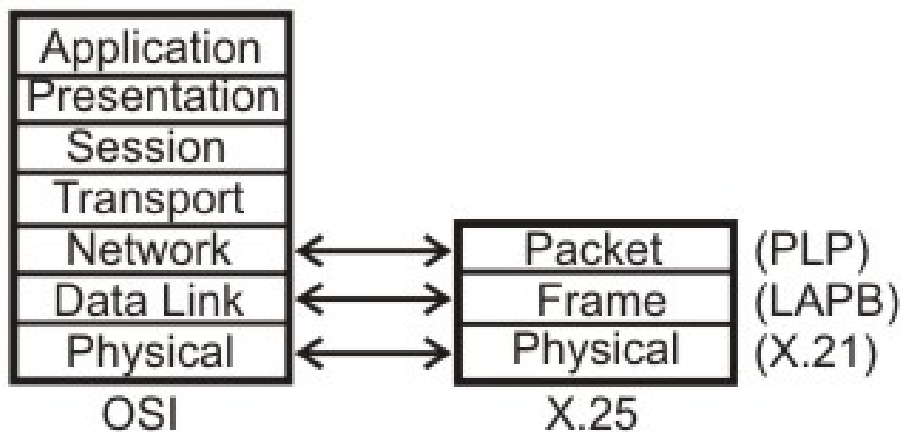 Application
Presentation
Session
Transport
Network
Data Link
Physical
OSI
Packet (PLP)
Frame (LAPB)
Physical (X.21)
X.25